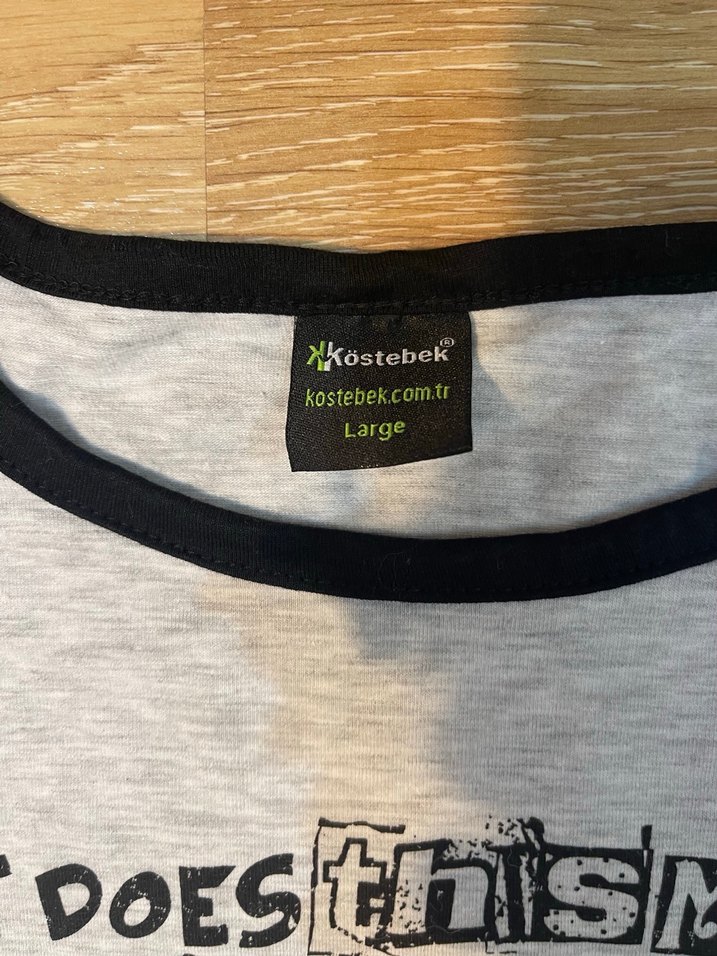 Köstebek®
kostebek.com.tr
Large
DOES this